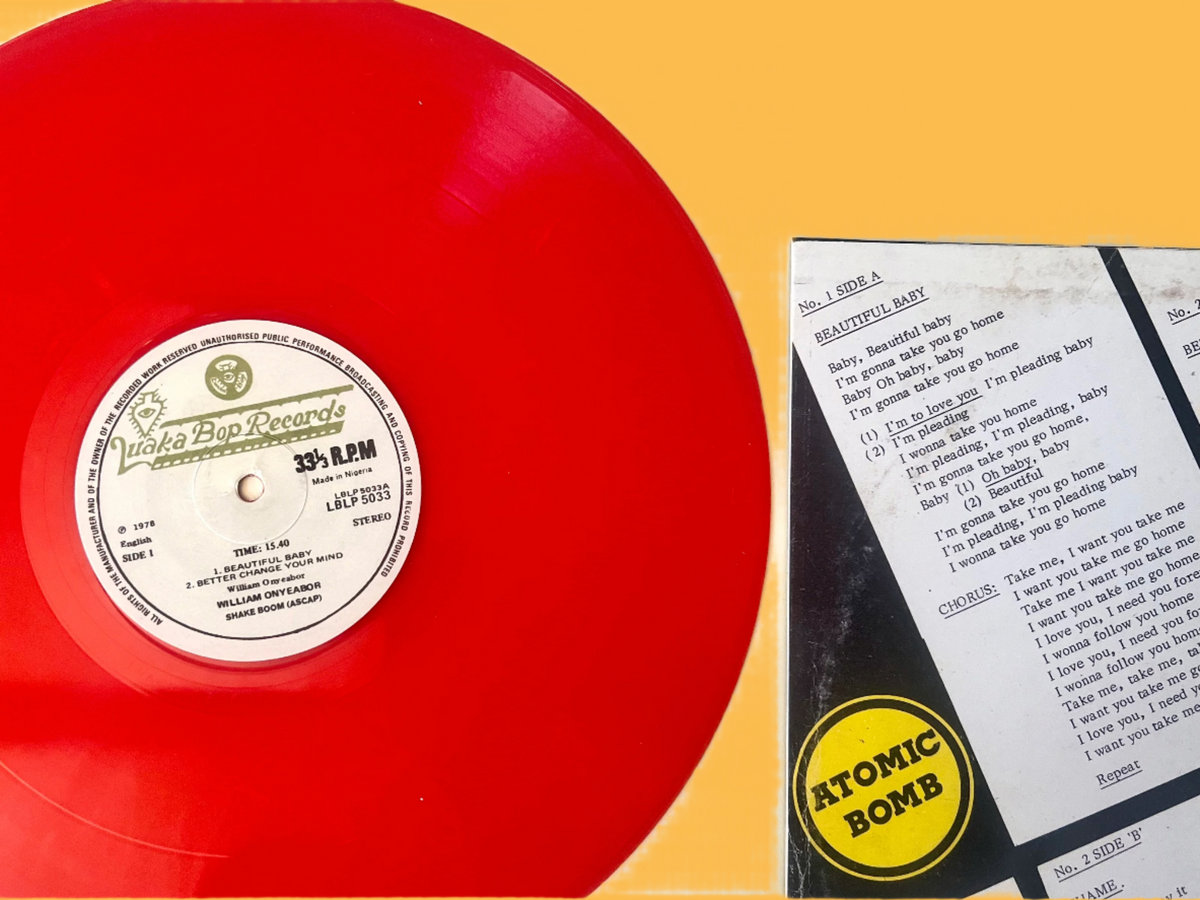 ALL RIGHTS OF THE MANUFACTURER AND OF THE OWNER OF THE RECORDED WORK RESERVED UNAUTHORISED PUBLIC PERFORMANCE BROADCASTING AND COPYING OF THIS RECORD PROHIBITED
Luaka Bop Records
33⅓ R.P.M
Made in Nigeria
LBLP 5033A
LBLP 5033
STEREO
℗ 1978
English
SIDE 1
TIME: 15.40
1. BEAUTIFUL BABY
2. BETTER CHANGE YOUR MIND
William Onyeabor
WILLIAM ONYEABOR
SHAKE BOOM (ASCAP)
No. 1 SIDE A
BEAUTIFUL BABY
Baby, Beautiful baby
I'm gonna take you go home
Baby Oh baby, baby
I'm gonna take you go home
(1) I'm to love you I'm pleading baby
(2) I'm pleading
I wonna take you home
I'm pleading, I'm pleading, baby
I'm gonna take you go home,
Baby (1) Oh baby, baby
(2) Beautiful
I'm gonna take you go home
I'm pleading, I'm pleading baby
I wonna take you go home
CHORUS: Take me, I want you take me
I want you take me go home
Take me I want you take me
I want you take me go home
I love you, I need you
I wonna follow you home
I love you, I need you
I wonna follow you
Take me, take me,
I want you take me
I love you, I need
I want you take me
Repeat
ATOMIC
BOMB
No. 2 SIDE 'B'
No.